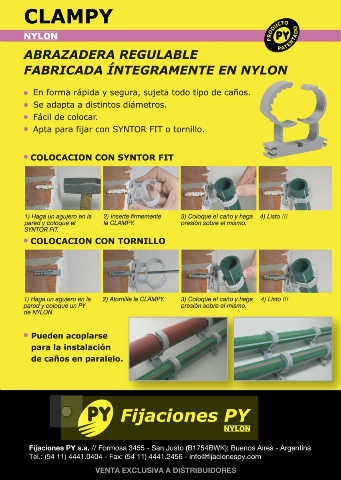 CLAMPY
NYLON
PRODUCTO
PY
PATENTADO
ABRAZADERA REGULABLE
FABRICADA ÍNTEGRAMENTE EN NYLON
En forma rápida y segura, sujeta todo tipo de caños.
Se adapta a distintos diámetros.
Fácil de colocar.
Apta para fijar con SYNTOR FIT o tornillo.
COLOCACION CON SYNTOR FIT
1) Haga un agujero en la
pared y coloque el
SYNTOR FIT.
2) Inserte firmemente
la CLAMPY.
3) Coloque el caño y haga
presión sobre el mismo.
4) Listo !!!
COLOCACION CON TORNILLO
1) Haga un agujero en la
pared y coloque un PY
de NYLON.
2) Atornille la CLAMPY.
3) Coloque el caño y haga
presión sobre el mismo.
4) Listo !!!
Pueden acoplarse
para la instalación
de caños en paralelo.
PY Fijaciones PY
NYLON
Fijaciones PY s.a. // Formosa 3455 - San Justo (B1754BWK); Buenos Aires - Argentina
Tel.: (54 11) 4441.0404 - Fax: (54 11) 4441.2456 - info@fijacionespy.com
VENTA EXCLUSIVA A DISTRIBUIDORES